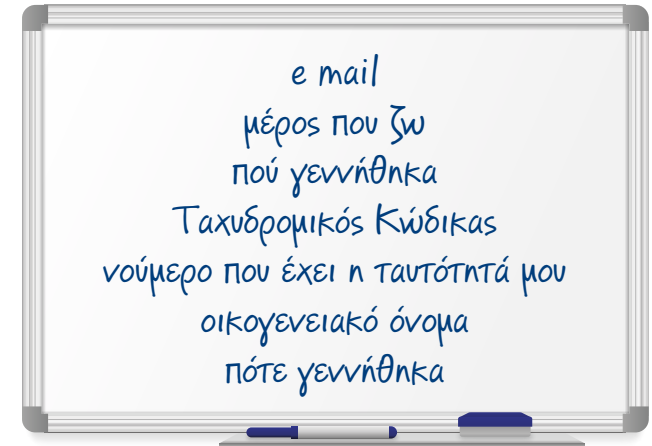 e mail
μέρος που ζω
πού γεννήθηκα
Ταχυδρομικός Κώδικας
νούμερο που έχει η ταυτότητά μου
οικογενειακό όνομα
πότε γεννήθηκα